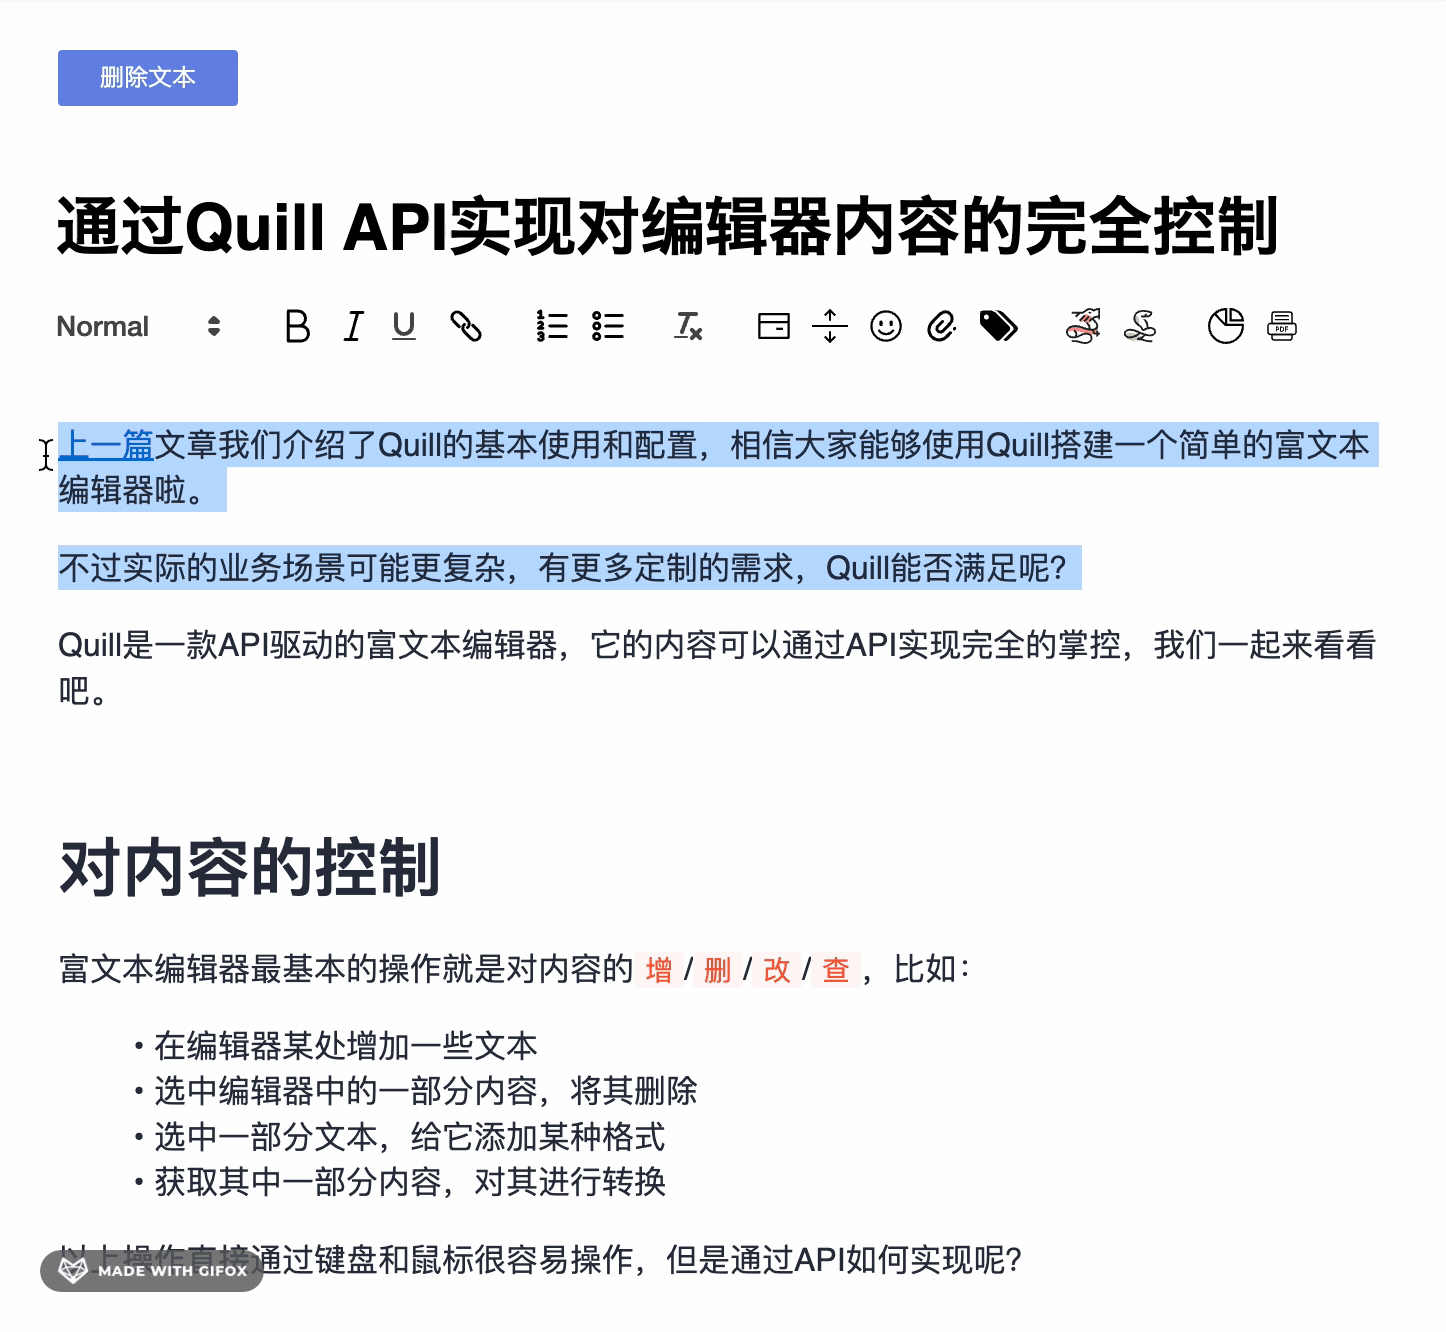 删除文本
通过Quill API实现对编辑器内容的完全控制
Normal
PDF
上一篇文章我们介绍了Quill的基本使用和配置，相信大家能够使用Quill搭建一个简单的富文本
编辑器啦。
不过实际的业务场景可能更复杂，有更多定制的需求，Quill能否满足呢？
Quill是一款API驱动的富文本编辑器，它的内容可以通过API实现完全的掌控，我们一起来看看
吧。
对内容的控制
富文本编辑器最基本的操作就是对内容的 增 / 删 / 改 / 查 ，比如：
• 在编辑器某处增加一些文本
• 选中编辑器中的一部分内容，将其删除
• 选中一部分文本，给它添加某种格式
• 获取其中一部分内容，对其进行转换
以上操作直接通过键盘和鼠标很容易操作，但是通过API如何实现呢？
MADE WITH GIFOX